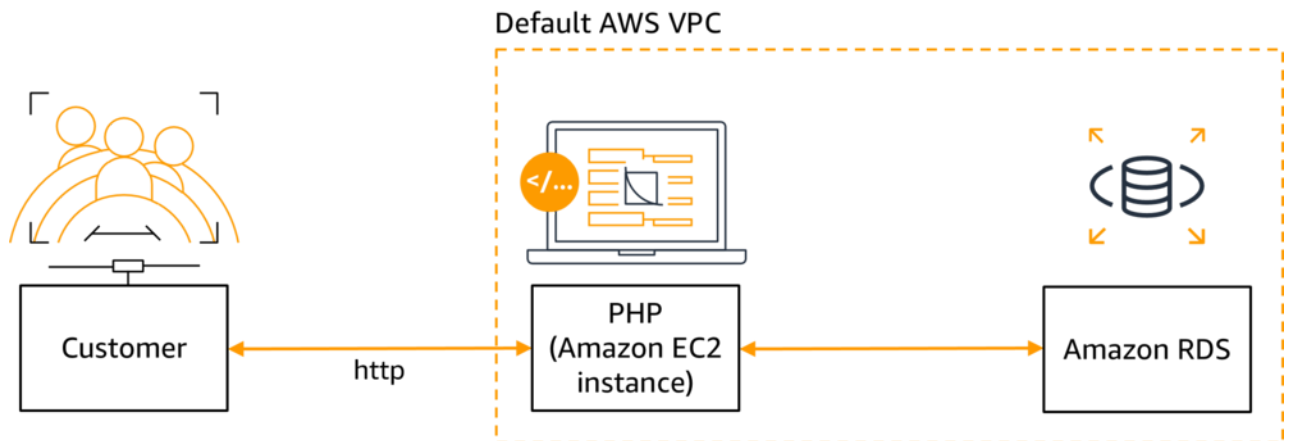 Default AWS VPC
</...
Customer
http
PHP
(Amazon EC2
instance)
Amazon RDS